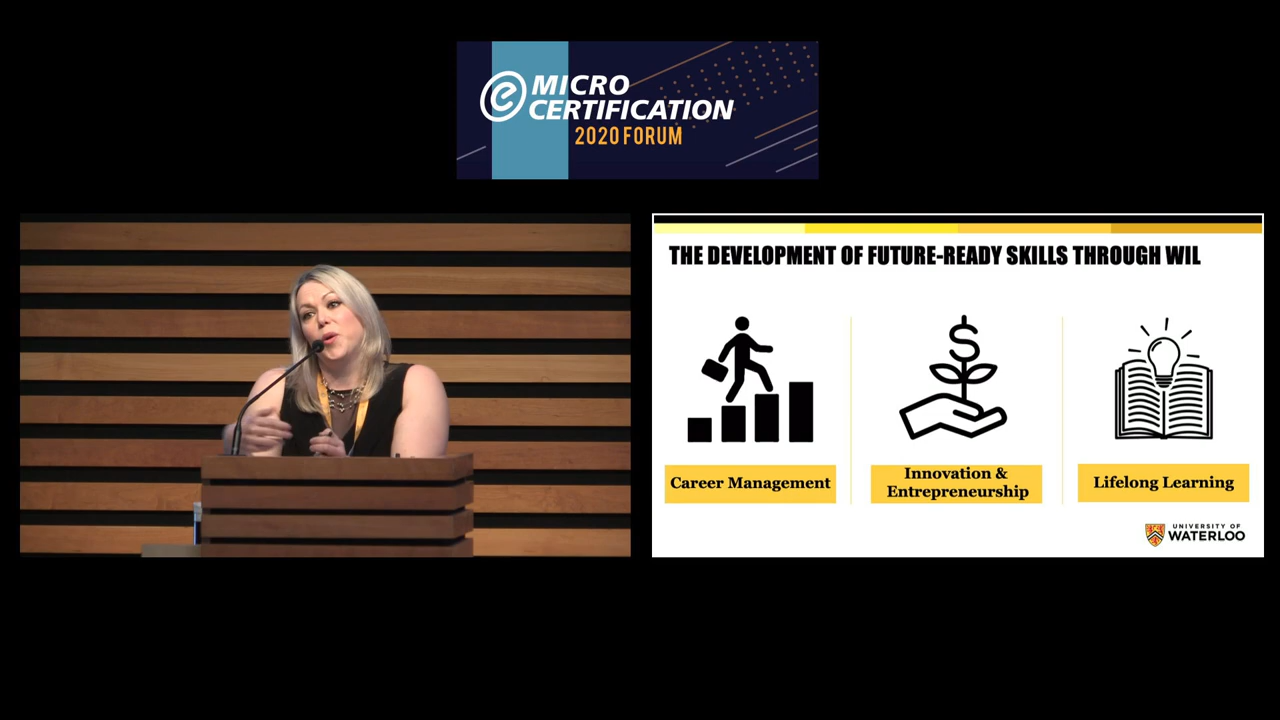 MICRO
CERTIFICATION
2020 FORUM
THE DEVELOPMENT OF FUTURE-READY SKILLS THROUGH WIL
Career Management
Innovation &
Entrepreneurship
Lifelong Learning
UNIVERSITY OF
WATERLOO